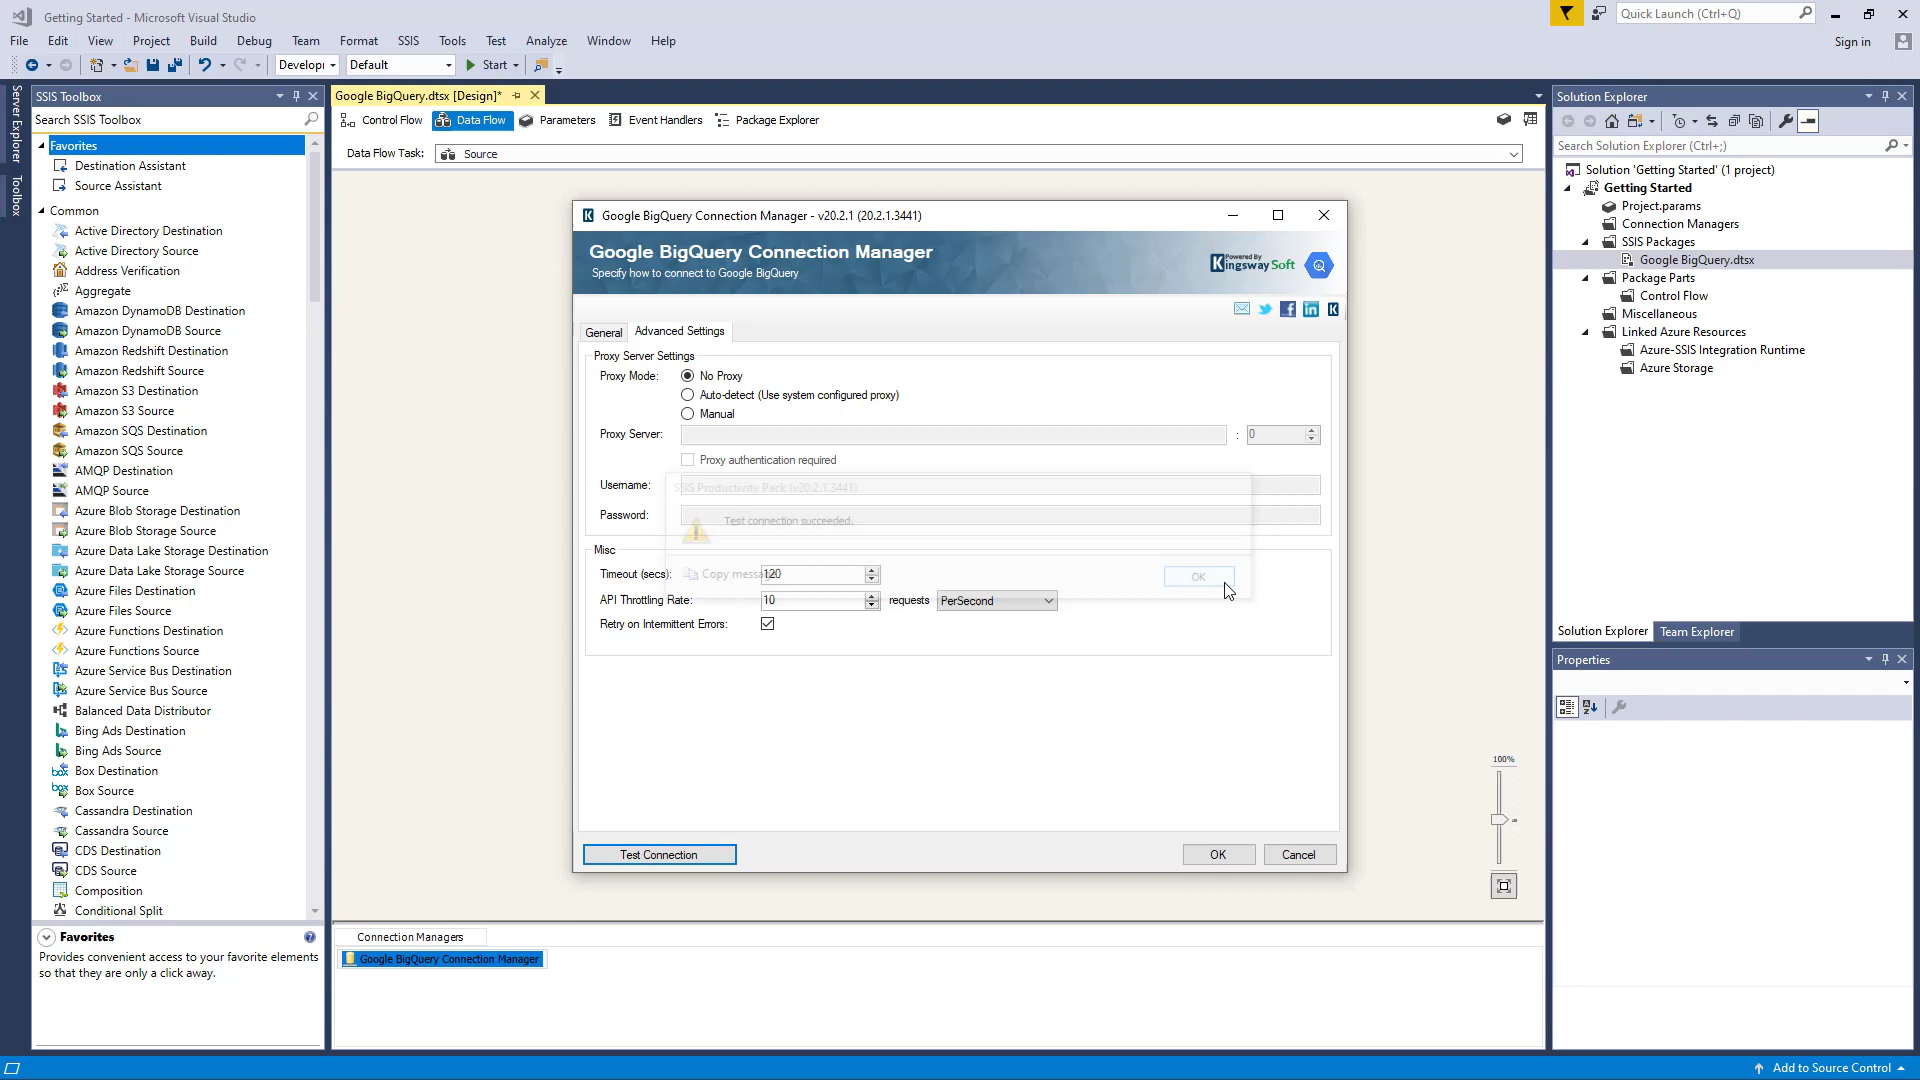 Getting Started - Microsoft Visual Studio
Quick Launch (Ctrl+Q)
File Edit View Project Build Debug Team Format SSIS Tools Test Analyze Window Help
Sign in
Develop Default Start
Server Explorer
Toolbox
SSIS Toolbox
Search SSIS Toolbox
Favorites
Destination Assistant
Source Assistant
Common
Active Directory Destination
Active Directory Source
Address Verification
Aggregate
Amazon DynamoDB Destination
Amazon DynamoDB Source
Amazon Redshift Destination
Amazon Redshift Source
Amazon S3 Destination
Amazon S3 Source
Amazon SQS Destination
Amazon SQS Source
AMQP Destination
AMQP Source
Azure Blob Storage Destination
Azure Blob Storage Source
Azure Data Lake Storage Destination
Azure Data Lake Storage Source
Azure Files Destination
Azure Files Source
Azure Functions Destination
Azure Functions Source
Azure Service Bus Destination
Azure Service Bus Source
Balanced Data Distributor
Bing Ads Destination
Bing Ads Source
Box Destination
Box Source
Cassandra Destination
Cassandra Source
CDS Destination
CDS Source
Composition
Conditional Split
Favorites
Provides convenient access to your favorite elements
so that they are only a click away.
Google BigQuery.dtsx [Design]*
Control Flow Data Flow Parameters Event Handlers Package Explorer
Data Flow Task: Source
Google BigQuery Connection Manager - v20.2.1 (20.2.1.3441)
Google BigQuery Connection Manager
Specify how to connect to Google BigQuery
Powered By
KingswaySoft
General Advanced Settings
Proxy Server Settings
Proxy Mode: No Proxy
Auto-detect (Use system configured proxy)
Manual
Proxy Server: : 0
Proxy authentication required
Username:
SSIS Productivity Pack (v20.2.1.3441)
Password:
Test connection succeeded.
Misc
Timeout (secs): 120
Copy message
OK
API Throttling Rate: 10 requests PerSecond
Retry on Intermittent Errors:
Test Connection OK Cancel
100%
Connection Managers
Google BigQuery Connection Manager
Solution Explorer
Search Solution Explorer (Ctrl+;)
Solution 'Getting Started' (1 project)
Getting Started
Project.params
Connection Managers
SSIS Packages
Google BigQuery.dtsx
Package Parts
Control Flow
Miscellaneous
Linked Azure Resources
Azure-SSIS Integration Runtime
Azure Storage
Solution Explorer Team Explorer
Properties
Add to Source Control